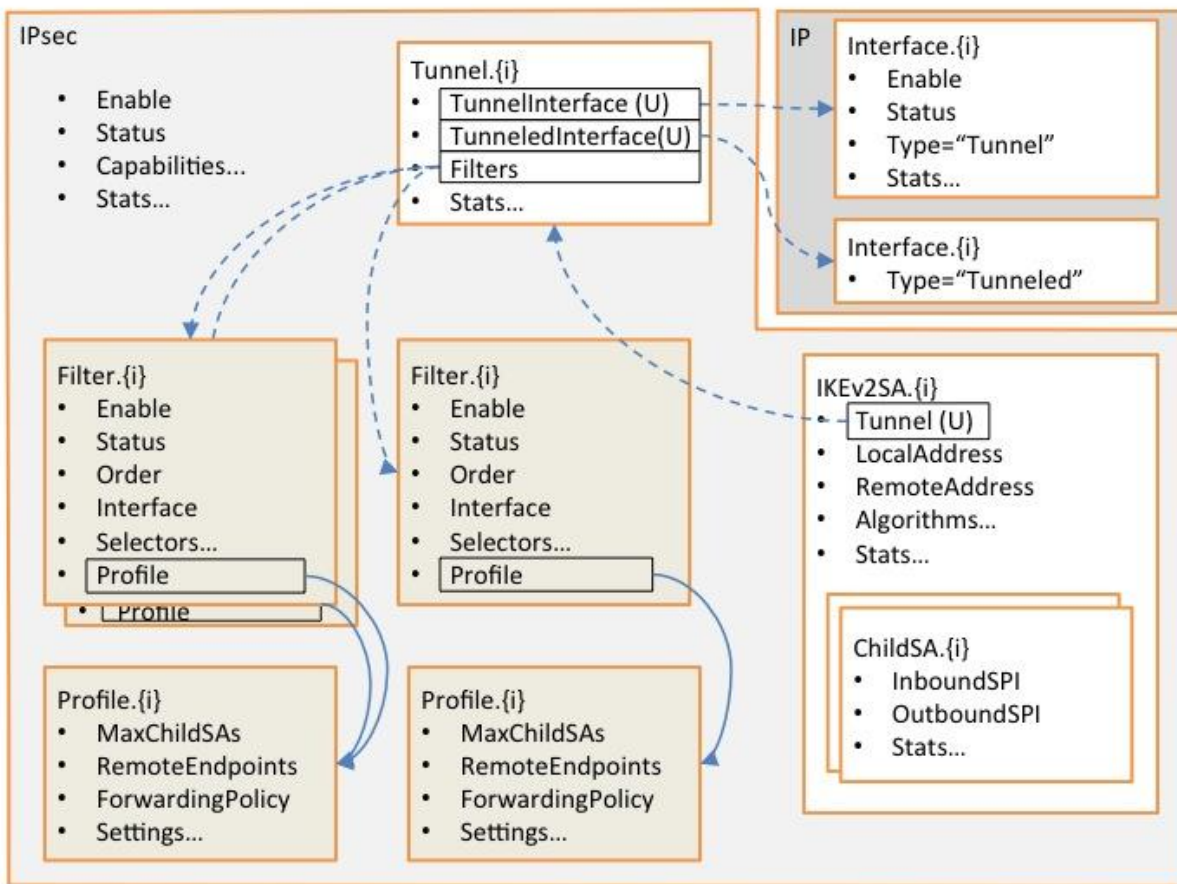 IPsec
• Enable
• Status
• Capabilities...
• Stats...
Tunnel.{i}
• TunnelInterface (U)
• TunneledInterface(U)
• Filters
• Stats...
IP
Interface.{i}
• Enable
• Status
• Type=“Tunnel”
• Stats...
Interface.{i}
• Type=“Tunneled”
Filter.{i}
• Enable
• Status
• Order
• Interface
• Selectors...
• Profile
• Profile
Filter.{i}
• Enable
• Status
• Order
• Interface
• Selectors...
• Profile
IKEv2SA.{i}
• Tunnel (U)
• LocalAddress
• RemoteAddress
• Algorithms...
• Stats...
ChildSA.{i}
• InboundSPI
• OutboundSPI
• Stats...
Profile.{i}
• MaxChildSAs
• RemoteEndpoints
• ForwardingPolicy
• Settings...
Profile.{i}
• MaxChildSAs
• RemoteEndpoints
• ForwardingPolicy
• Settings...